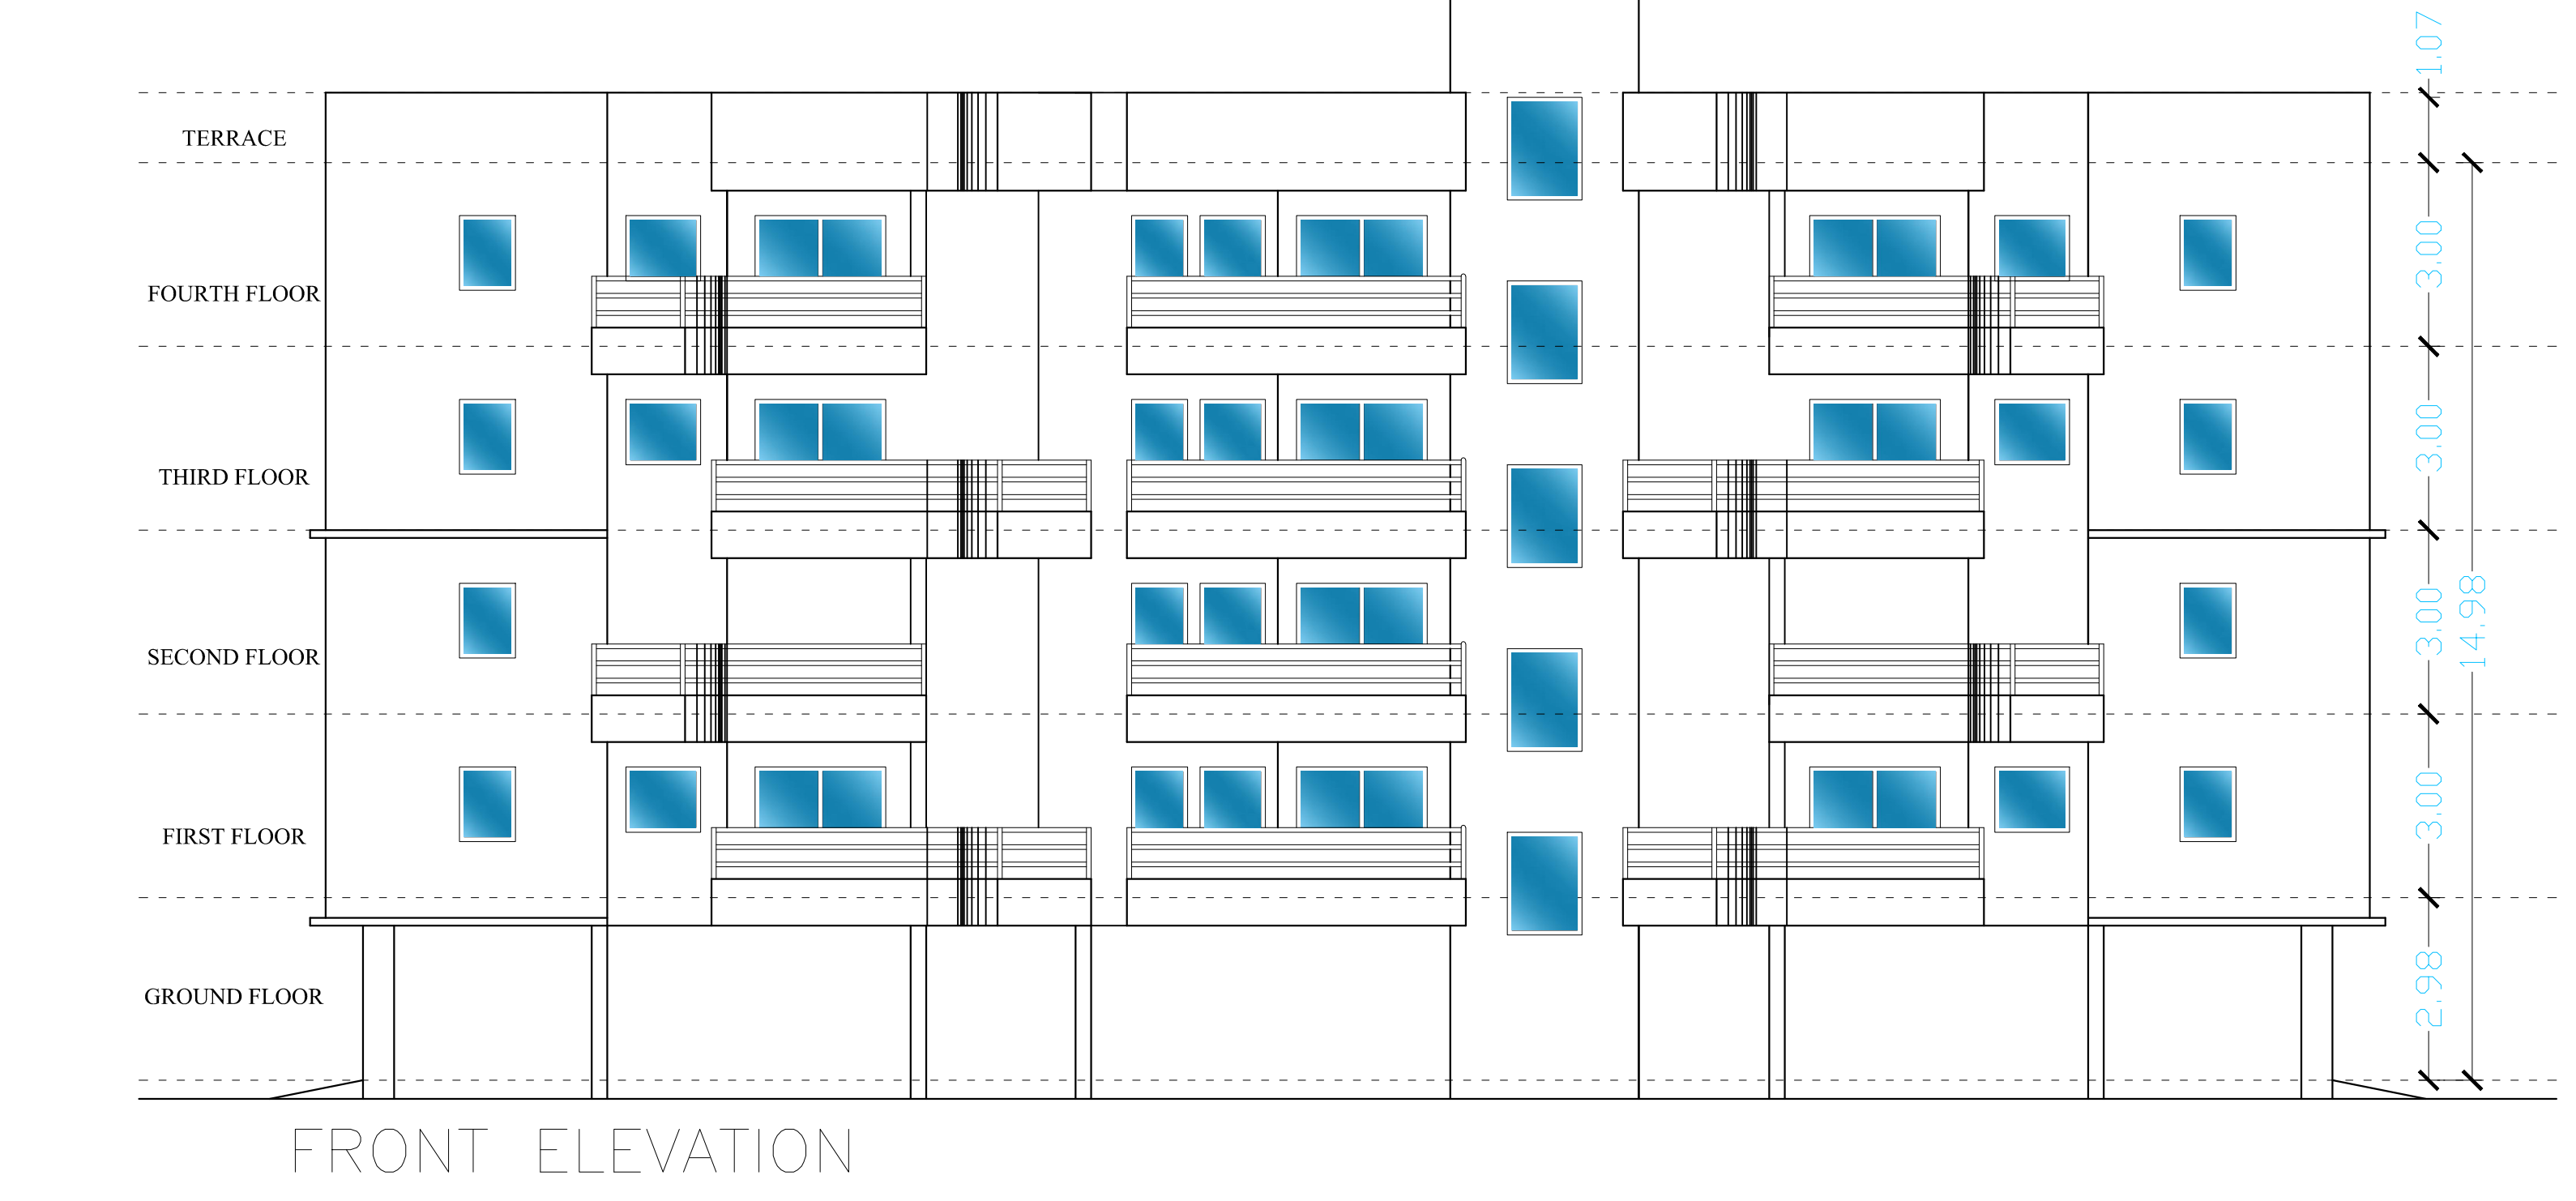 1.07
TERRACE
3.00
FOURTH FLOOR
3.00
THIRD FLOOR
3.00
14.98
SECOND FLOOR
3.00
FIRST FLOOR
2.98
GROUND FLOOR
FRONT ELEVATION